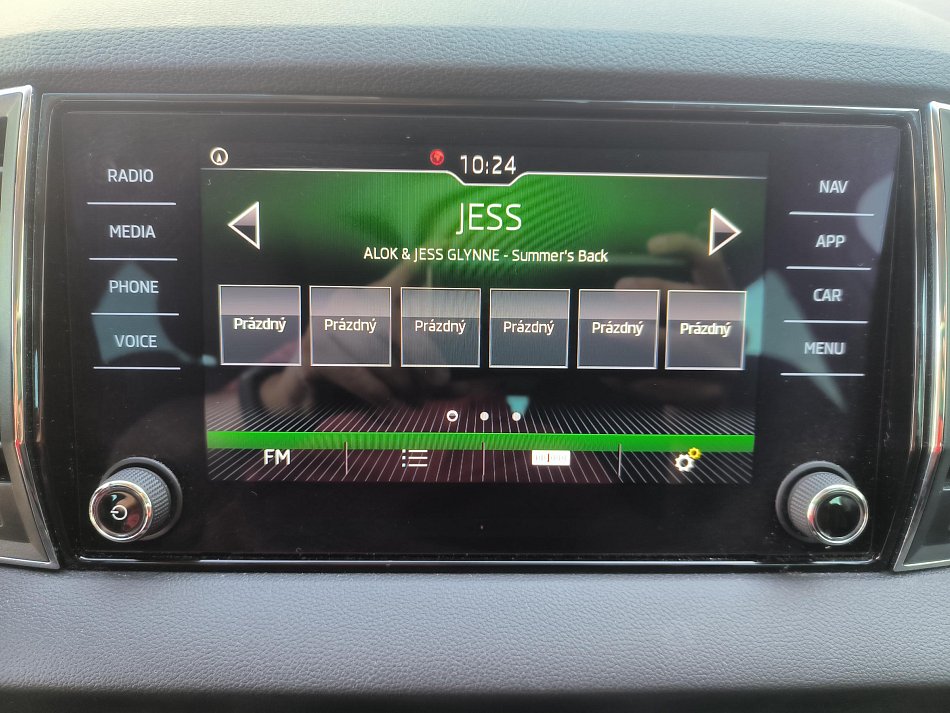 RADIO
MEDIA
PHONE
VOICE
10:24
JESS
ALOK & JESS GLYNNE - Summer's Back
Prázdný Prázdný Prázdný Prázdný Prázdný Prázdný
FM
NAV
APP
CAR
MENU